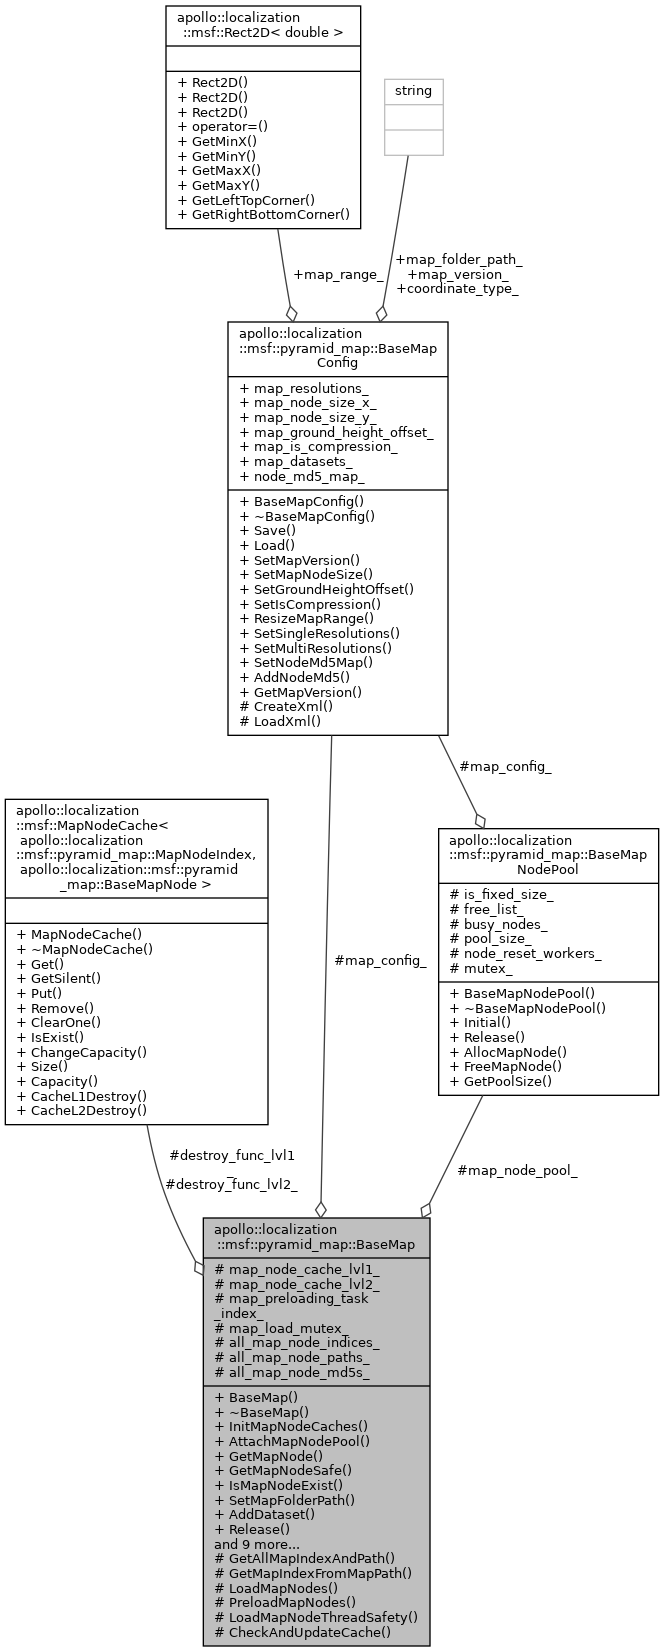 apollo::localization
::msf::Rect2D< double >
+ Rect2D()
+ Rect2D()
+ Rect2D()
+ operator=()
+ GetMinX()
+ GetMinY()
+ GetMaxX()
+ GetMaxY()
+ GetLeftTopCorner()
+ GetRightBottomCorner()
string
+map_range_
+map_folder_path_
+map_version_
+coordinate_type_
apollo::localization
::msf::pyramid_map::BaseMap
Config
+ map_resolutions_
+ map_node_size_x_
+ map_node_size_y_
+ map_ground_height_offset_
+ map_is_compression_
+ map_datasets_
+ node_md5_map_
+ BaseMapConfig()
+ ~BaseMapConfig()
+ Save()
+ Load()
+ SetMapVersion()
+ SetMapNodeSize()
+ SetGroundHeightOffset()
+ SetIsCompression()
+ ResizeMapRange()
+ SetSingleResolutions()
+ SetMultiResolutions()
+ SetNodeMd5Map()
+ AddNodeMd5()
+ GetMapVersion()
# CreateXml()
# LoadXml()
#map_config_
apollo::localization
::msf::MapNodeCache<
apollo::localization
::msf::pyramid_map::MapNodeIndex,
apollo::localization::msf::pyramid
_map::BaseMapNode >
+ MapNodeCache()
+ ~MapNodeCache()
+ Get()
+ GetSilent()
+ Put()
+ Remove()
+ ClearOne()
+ IsExist()
+ ChangeCapacity()
+ Size()
+ Capacity()
+ CacheL1Destroy()
+ CacheL2Destroy()
#map_config_
apollo::localization
::msf::pyramid_map::BaseMap
NodePool
# is_fixed_size_
# free_list_
# busy_nodes_
# pool_size_
# node_reset_workers_
# mutex_
+ BaseMapNodePool()
+ ~BaseMapNodePool()
+ Initial()
+ Release()
+ AllocMapNode()
+ FreeMapNode()
+ GetPoolSize()
#destroy_func_lvl1
_
#destroy_func_lvl2_
#map_node_pool_
apollo::localization
::msf::pyramid_map::BaseMap
# map_node_cache_lvl1_
# map_node_cache_lvl2_
# map_preloading_task
_index_
# map_load_mutex_
# all_map_node_indices_
# all_map_node_paths_
# all_map_node_md5s_
+ BaseMap()
+ ~BaseMap()
+ InitMapNodeCaches()
+ AttachMapNodePool()
+ GetMapNode()
+ GetMapNodeSafe()
+ IsMapNodeExist()
+ SetMapFolderPath()
+ AddDataset()
+ Release()
and 9 more...
# GetAllMapIndexAndPath()
# GetMapIndexFromMapPath()
# LoadMapNodes()
# PreloadMapNodes()
# LoadMapNodeThreadSafety()
# CheckAndUpdateCache()